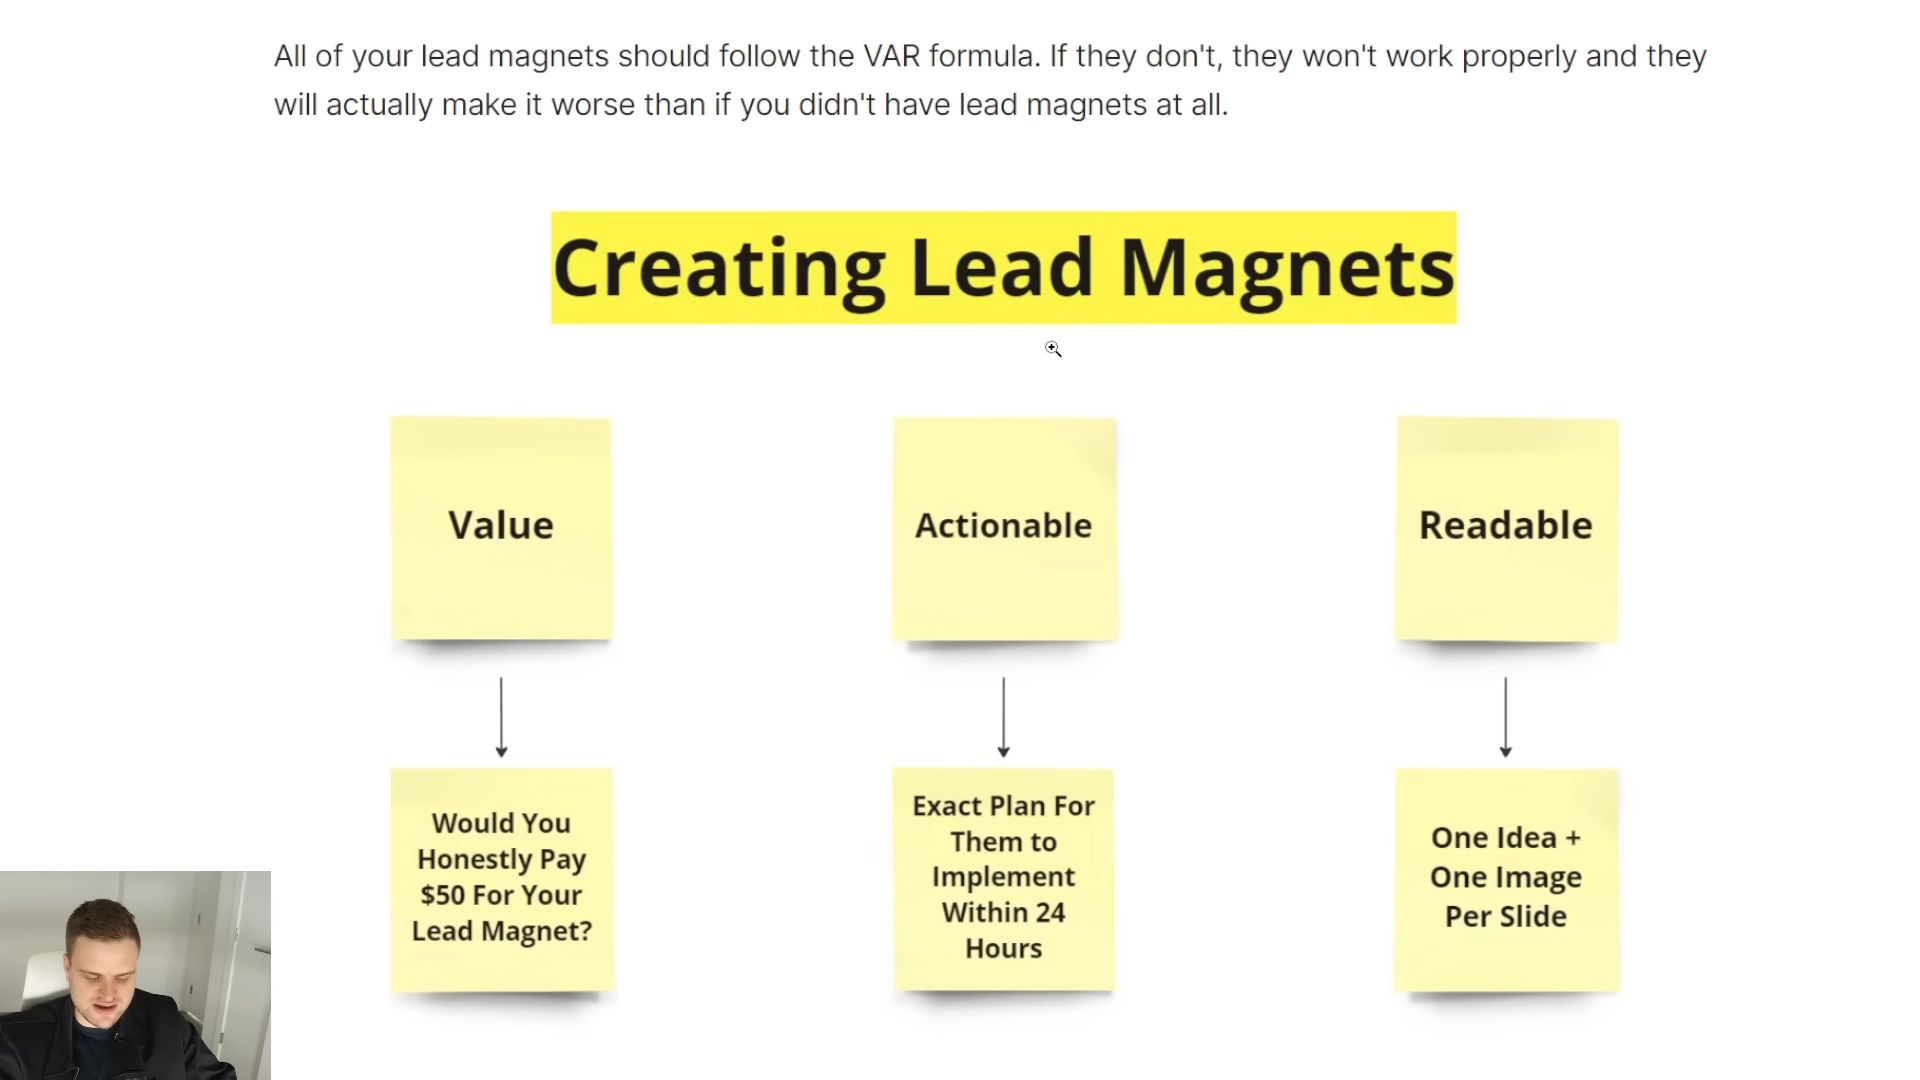 All of your lead magnets should follow the VAR formula. If they don't, they won't work properly and they
will actually make it worse than if you didn't have lead magnets at all.
Creating Lead Magnets
Value
Actionable
Readable
Would You
Honestly Pay
$50 For Your
Lead Magnet?
Exact Plan For
Them to
Implement
Within 24
Hours
One Idea +
One Image
Per Slide